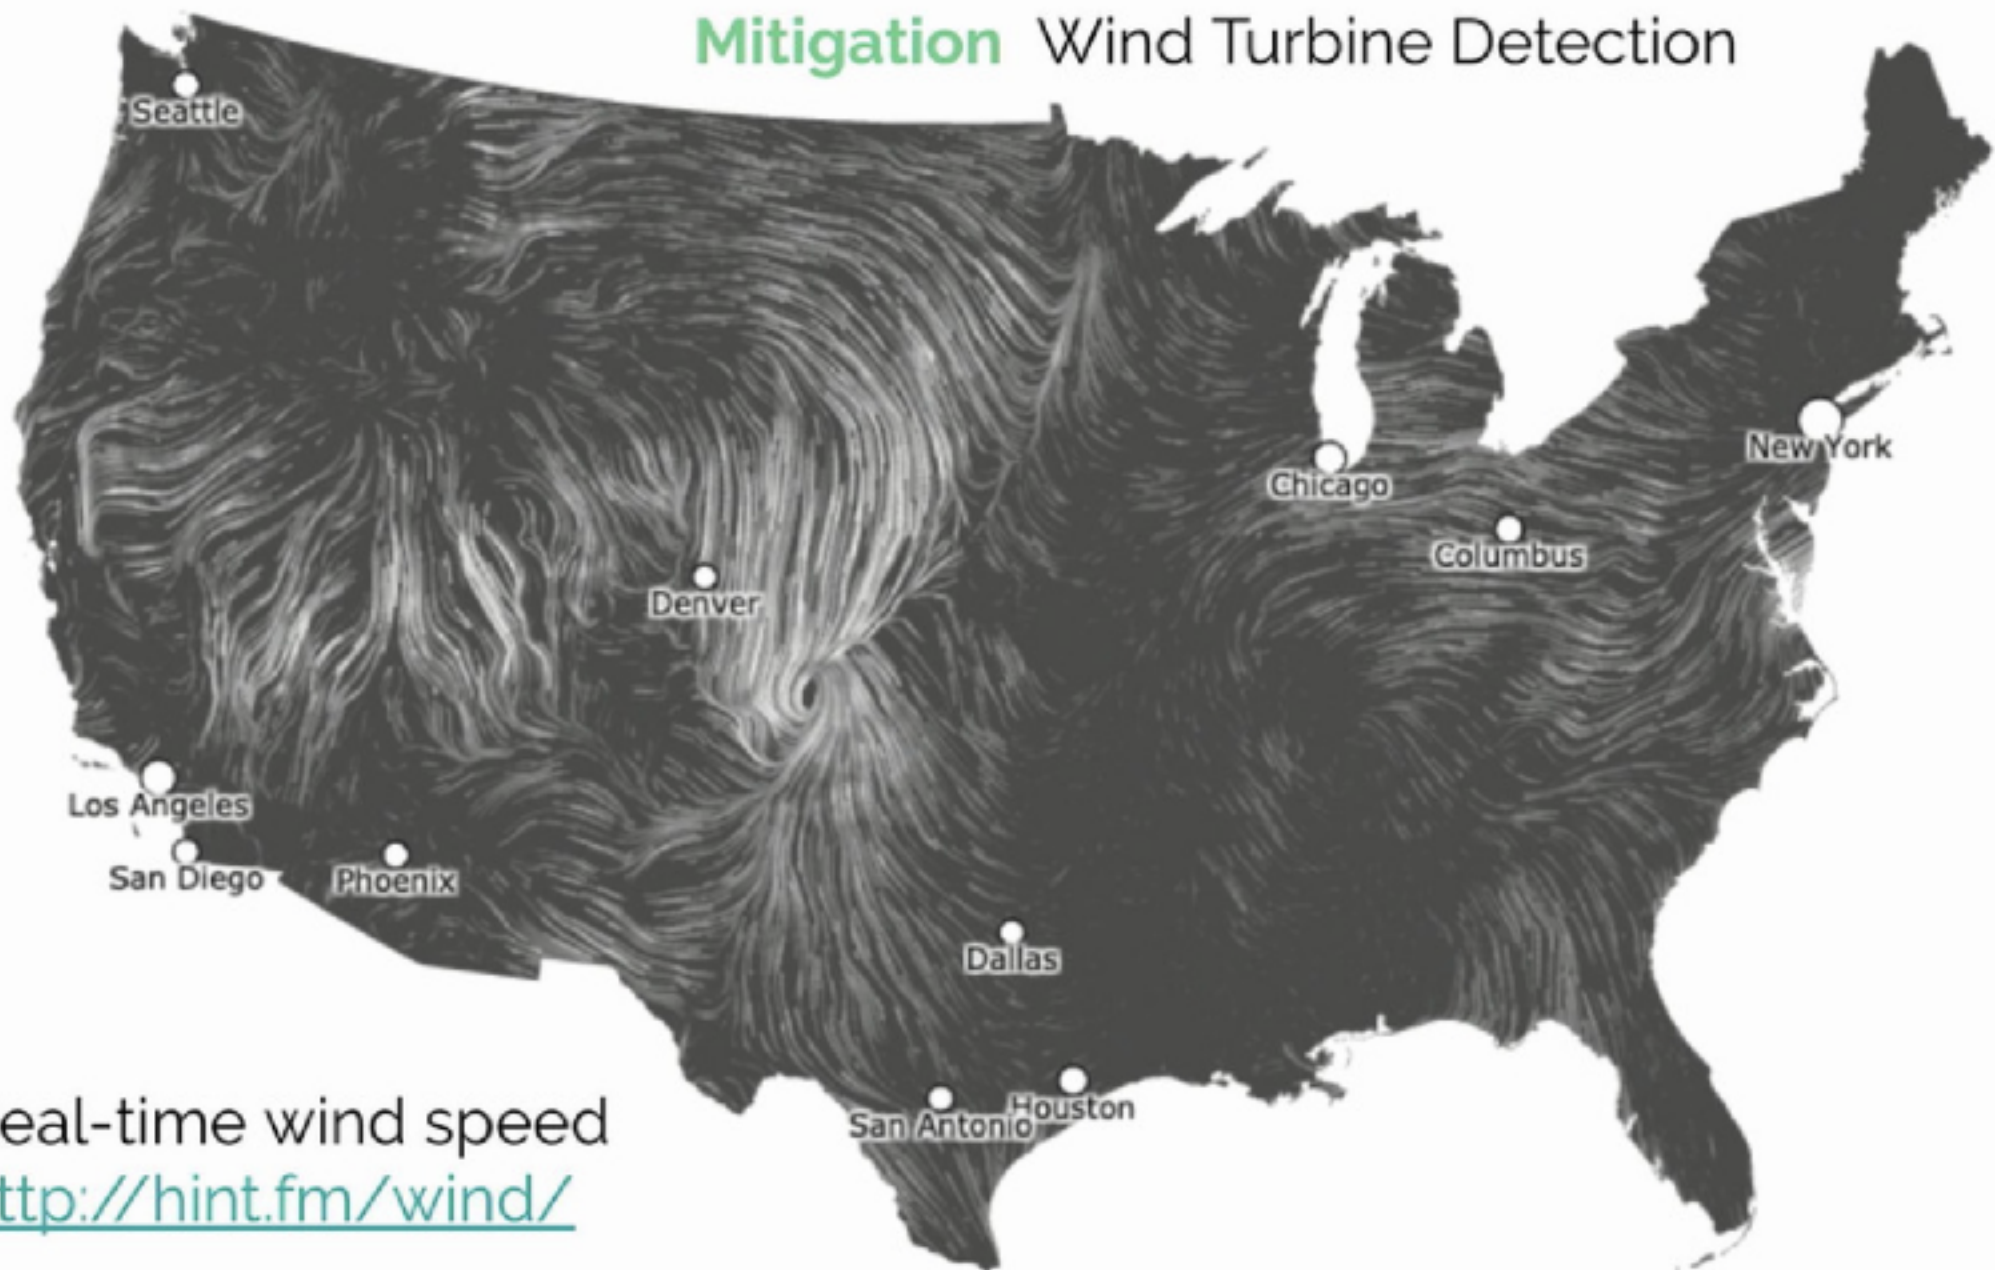 Mitigation Wind Turbine Detection
Seattle
New York
Chicago
Columbus
Denver
Los Angeles
San Diego
Phoenix
Dallas
Houston
San Antonio
eal-time wind speed
ttp://hint.fm/wind/